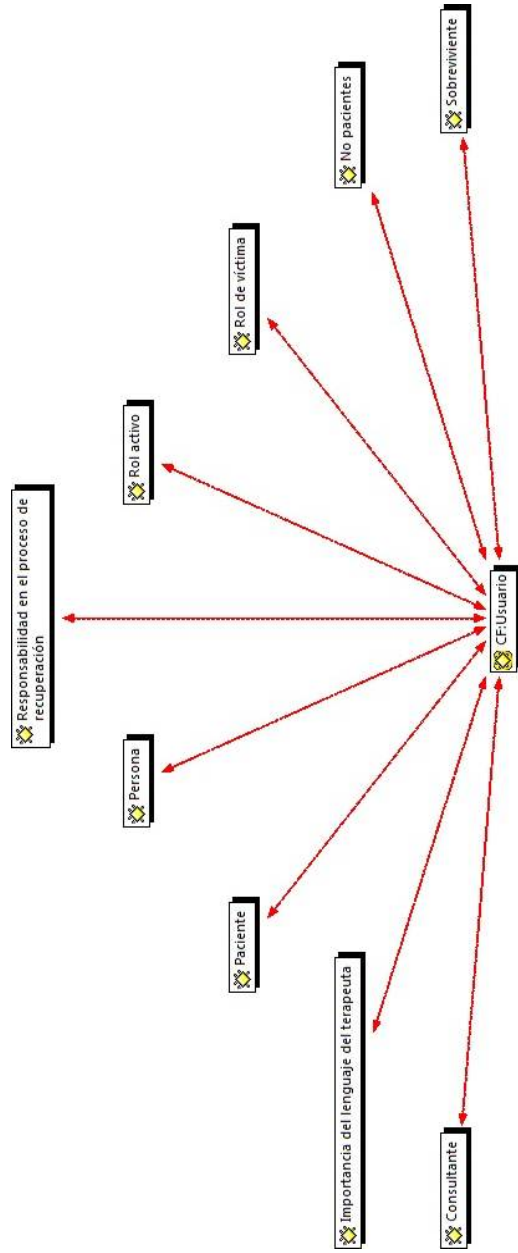 Responsabilidad en el proceso de
recuperación
Persona
Rol activo
Paciente
Rol de víctima
Importancia del lenguaje del terapeuta
No pacientes
Consultante
Sobreviviente
CF:Usuario